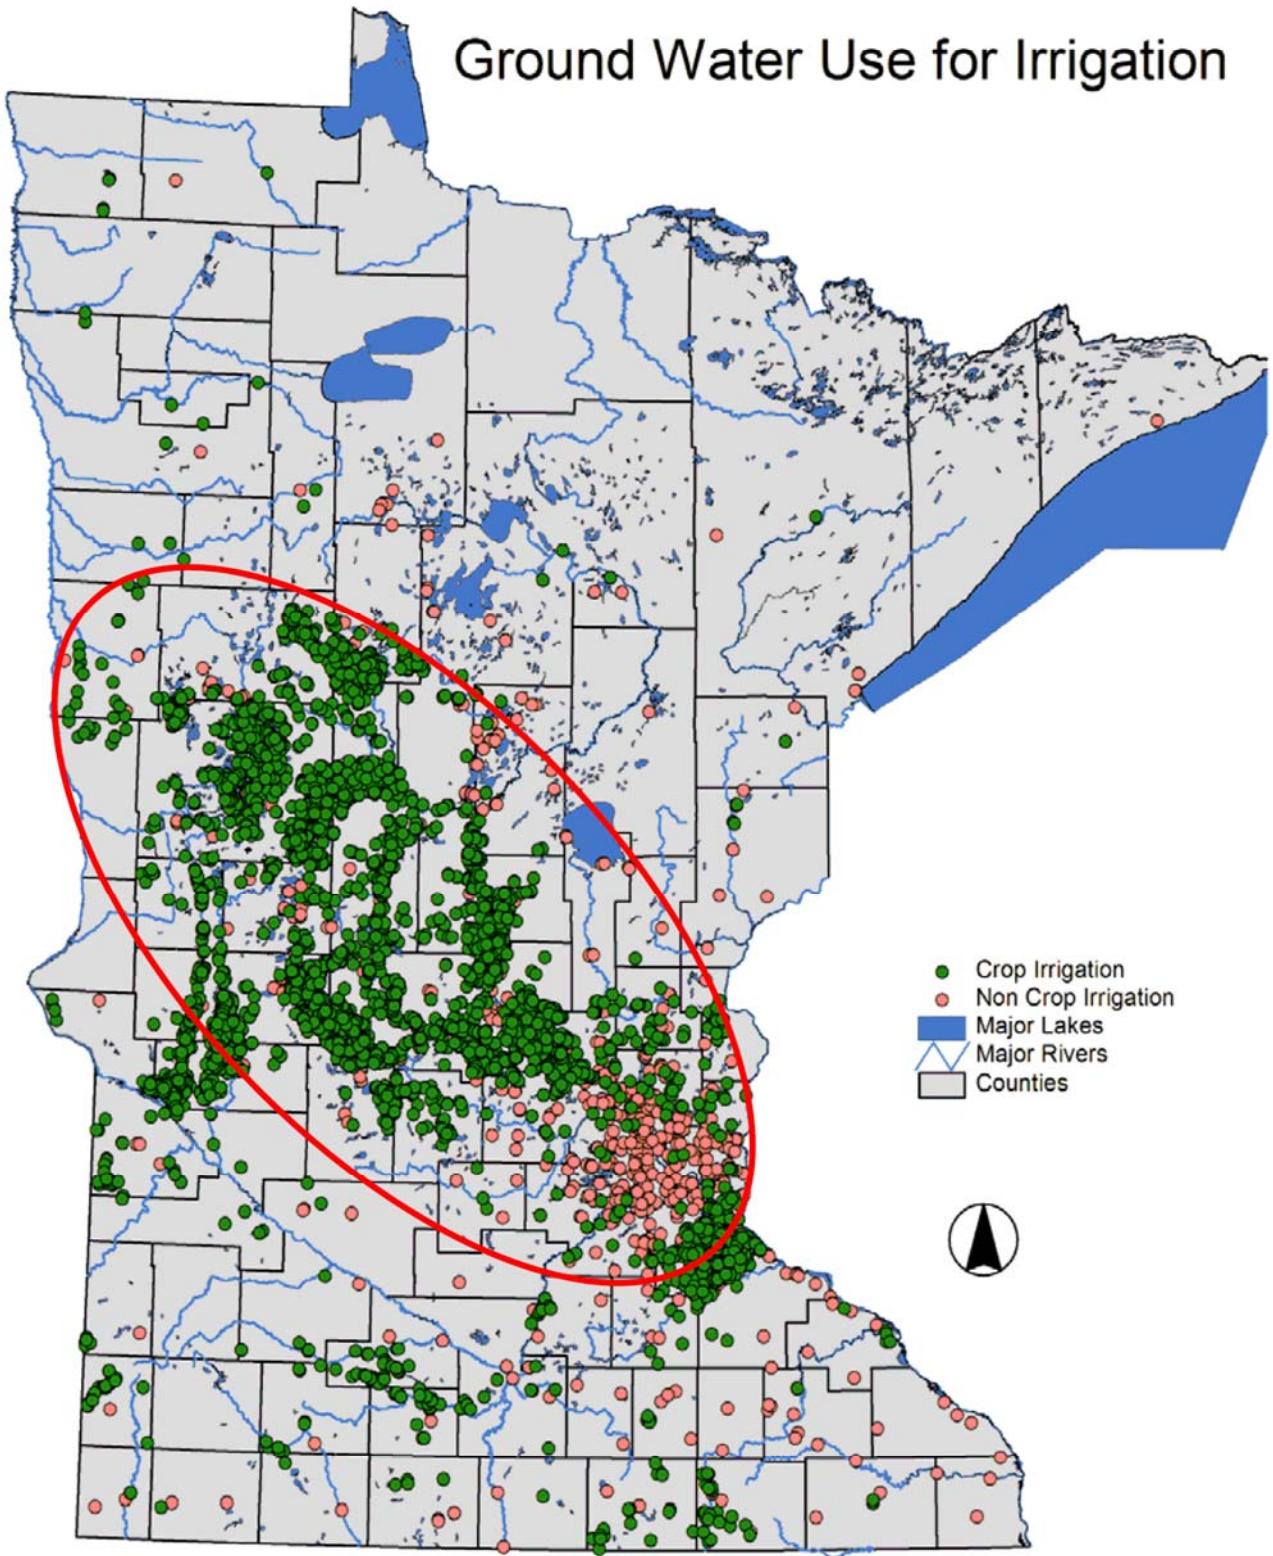 Ground Water Use for Irrigation
Crop Irrigation
Non Crop Irrigation
Major Lakes
Major Rivers
Counties